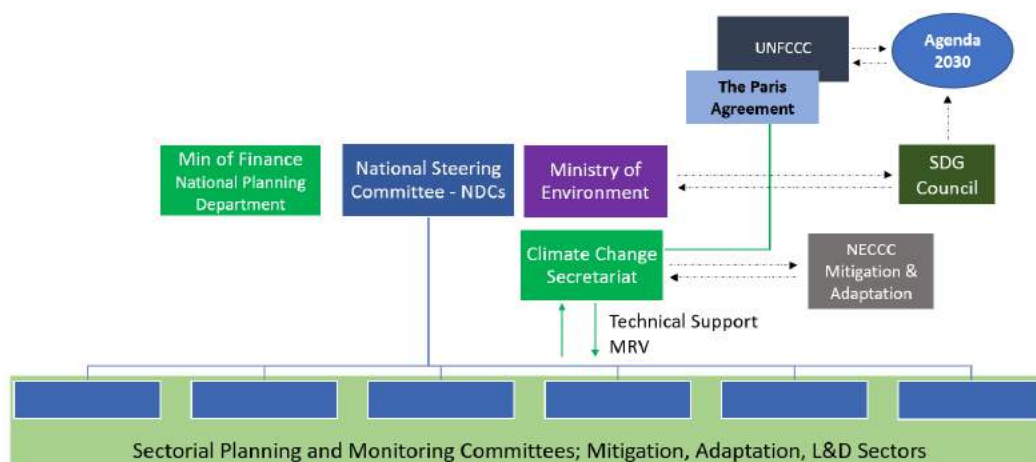 UNFCCC
Agenda
2030
The Paris
Agreement
Min of Finance
National Planning
Department
National Steering
Committee - NDCs
Ministry of
Environment
SDG
Council
Climate Change
Secretariat
NECCC
Mitigation &
Adaptation
Technical Support
MRV
Sectorial Planning and Monitoring Committees; Mitigation, Adaptation, L&D Sectors